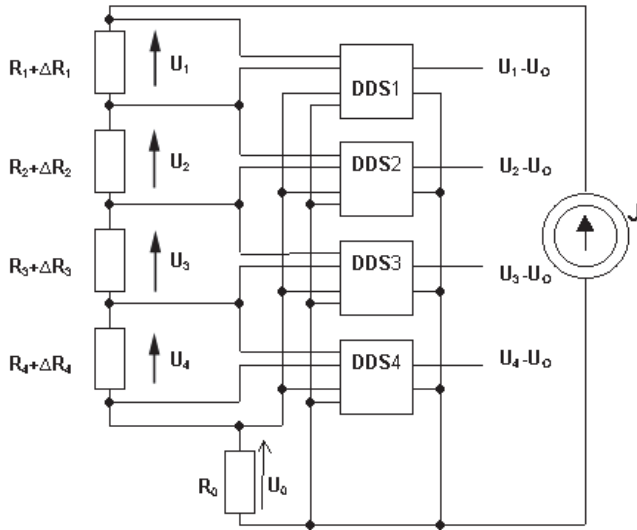 R₁+ΔR₁
U₁
DDS1
U₁-U₀
R₂+ΔR₂
U₂
DDS2
U₂-U₀
J
R₃+ΔR₃
U₃
DDS3
U₃-U₀
R₄+ΔR₄
U₄
DDS4
U₄-U₀
R₀
U₀